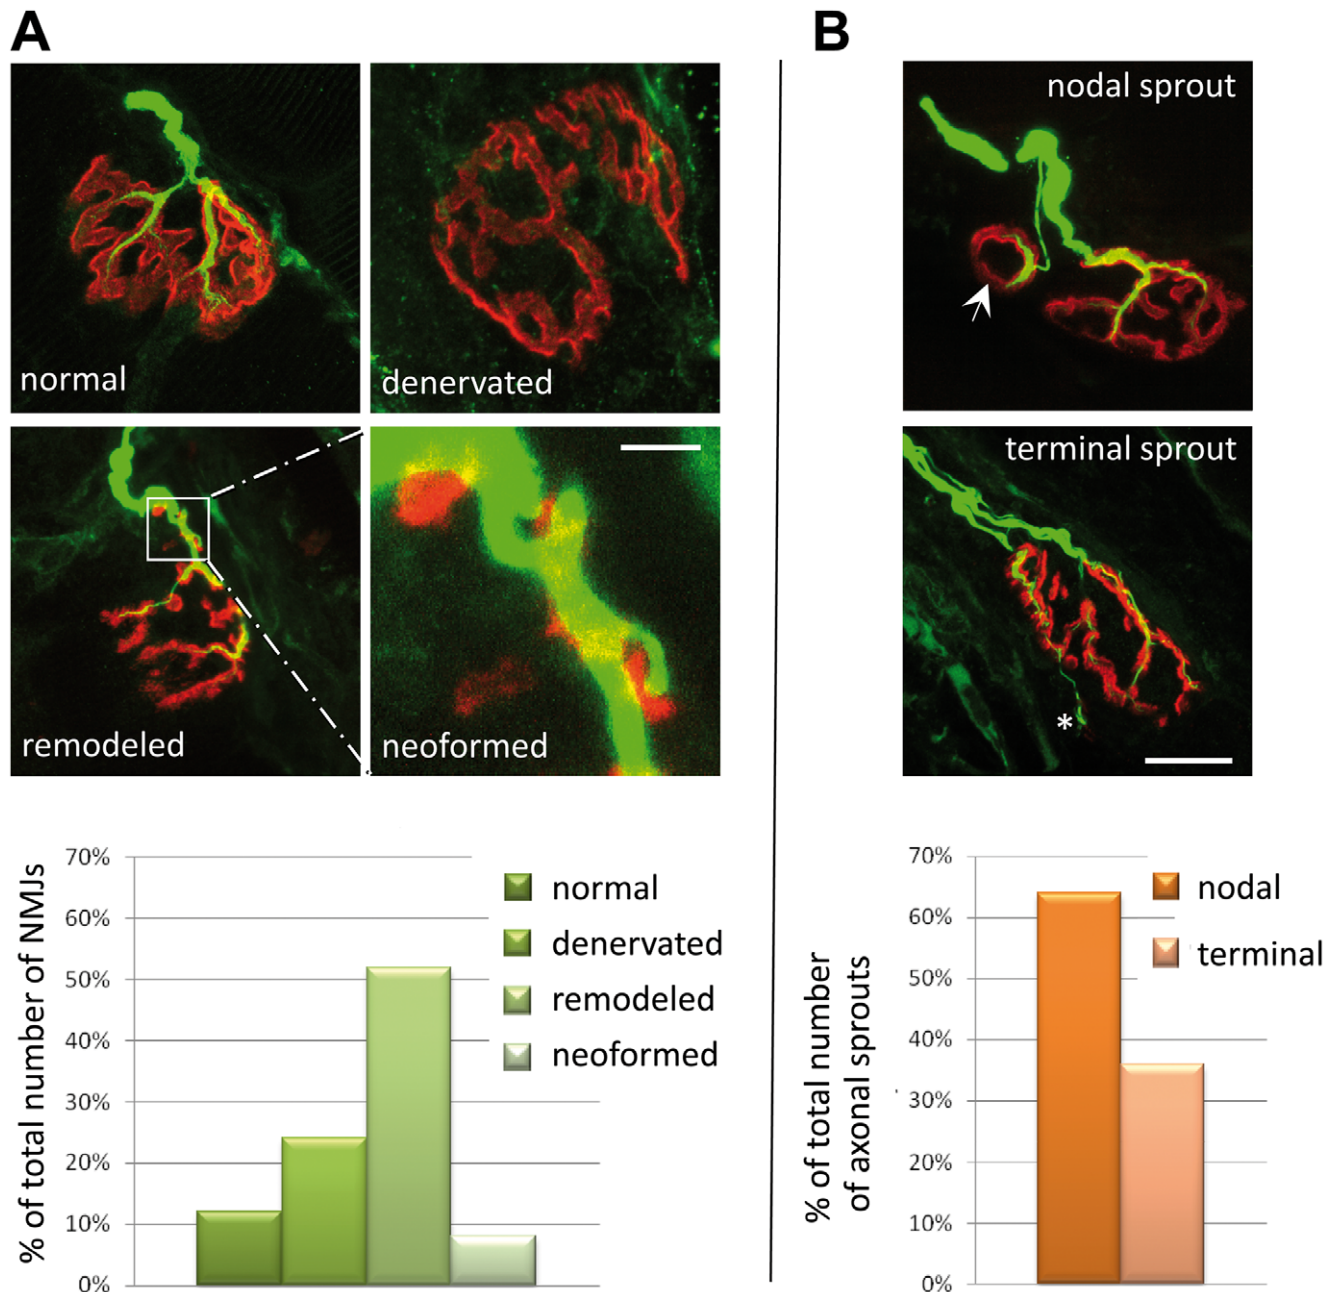 A
B
normal
denervated
nodal sprout
remodeled
neoformed
terminal sprout
*
% of total number of NMJs
70%
60%
50%
40%
30%
20%
10%
0%
normal
denervated
remodeled
neoformed
% of total number
of axonal sprouts
70%
60%
50%
40%
30%
20%
10%
0%
nodal
terminal